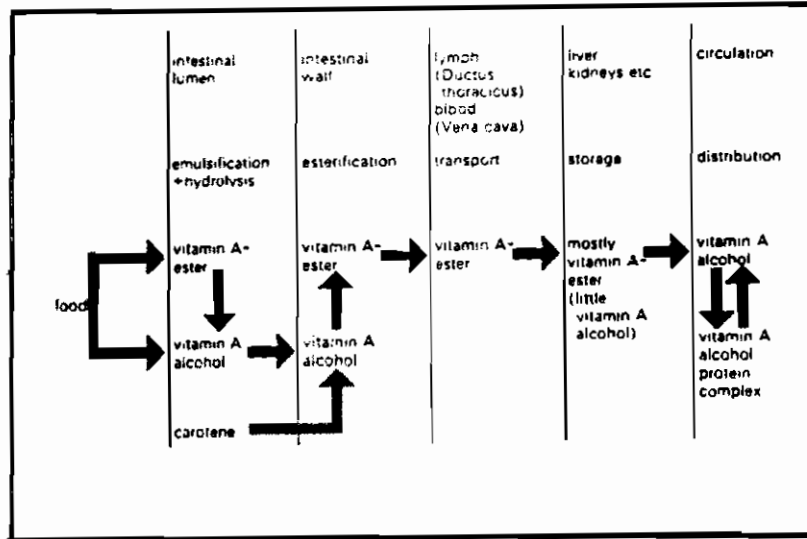 intestinal
lumen
intestinal
wall
lymph
(Ductus
thoracicus)
blood
(Vena cava)
liver
kidneys etc
circulation
emulsification
+hydrolysis
esterification
transport
storage
distribution
food
vitamin A-
ester
vitamin A-
ester
vitamin A-
ester
mostly
vitamin A-
ester
(little
vitamin A
alcohol)
vitamin A
alcohol
vitamin A
alcohol
vitamin A
alcohol
vitamin A
alcohol
protein
complex
carotene